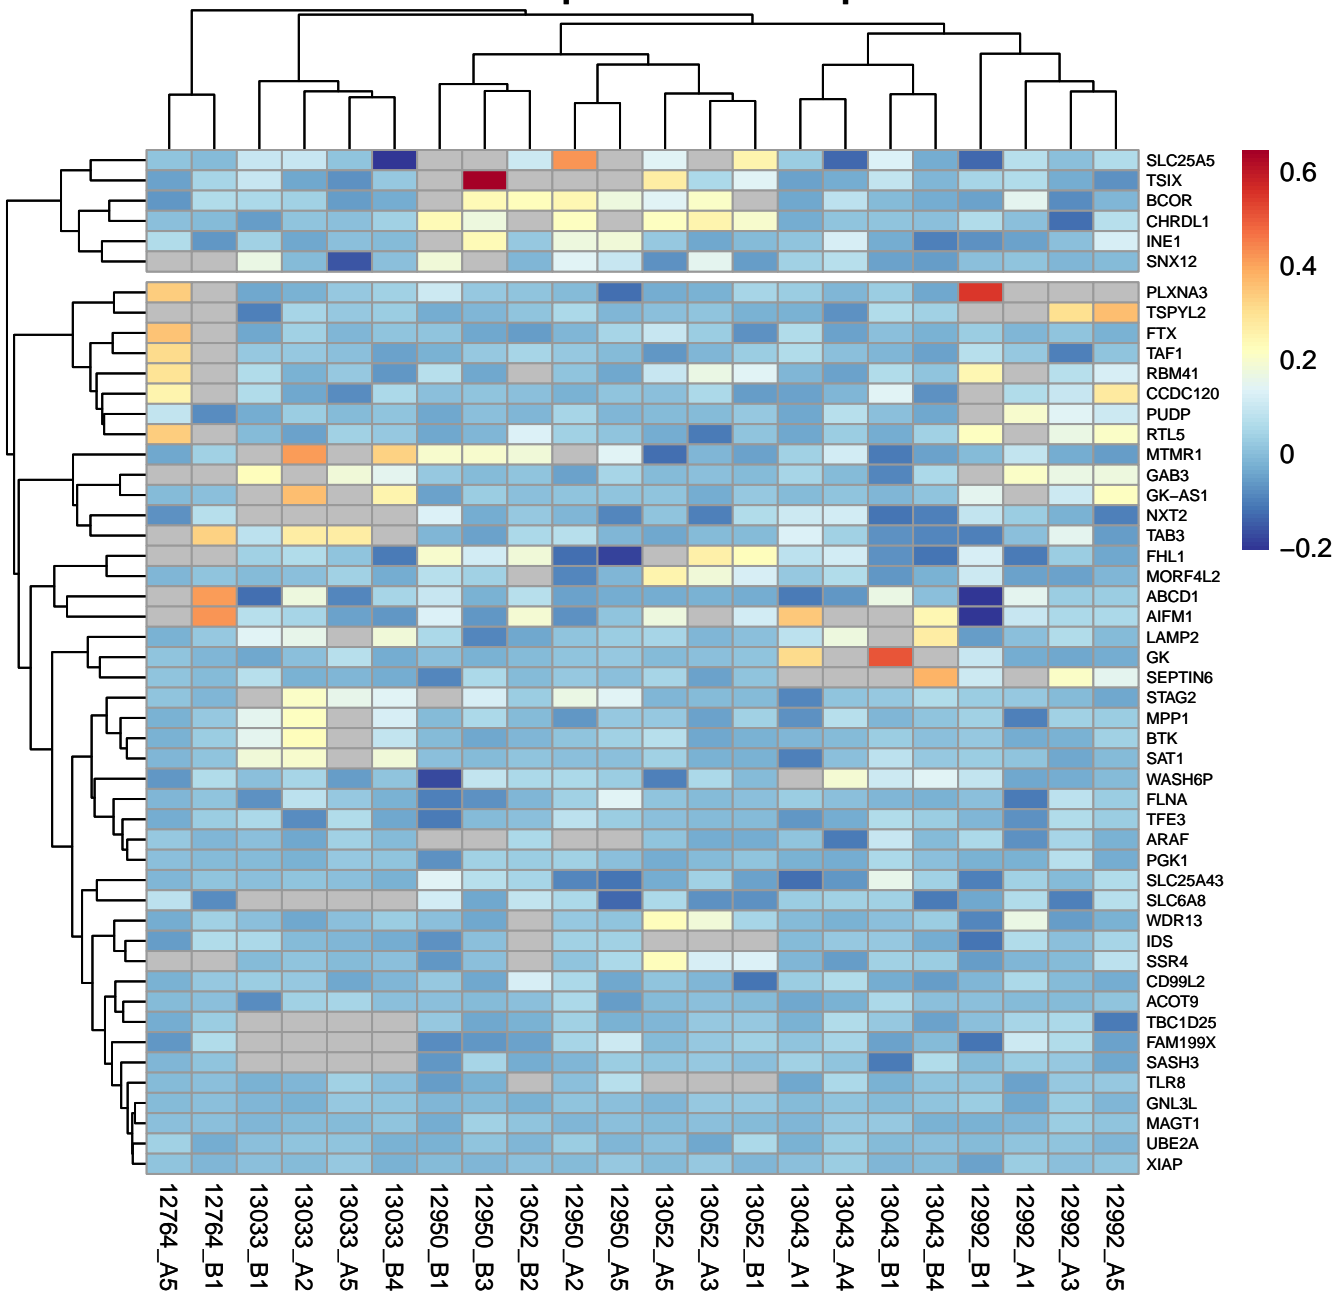 SLC25A5
TSIX
BCOR
CHRDL1
INE1
SNX12
PLXNA3
TSPYL2
FTX
TAF1
RBM41
CCDC120
PUDP
RTL5
MTMR1
GAB3
GK−AS1
NXT2
TAB3
FHL1
MORF4L2
ABCD1
AIFM1
LAMP2
GK
SEPTIN6
STAG2
MPP1
BTK
SAT1
WASH6P
FLNA
TFE3
ARAF
PGK1
SLC25A43
SLC6A8
WDR13
IDS
SSR4
CD99L2
ACOT9
TBC1D25
FAM199X
SASH3
TLR8
GNL3L
MAGT1
UBE2A
XIAP
0.6
0.4
0.2
0
−0.2
12764_A5
12764_B1
13033_B1
13033_A2
13033_A5
13033_B4
12950_B1
12950_B3
13052_B2
12950_A2
12950_A5
13052_A5
13052_A3
13052_B1
13043_A1
13043_A4
13043_B1
13043_B4
12992_B1
12992_A1
12992_A3
12992_A5